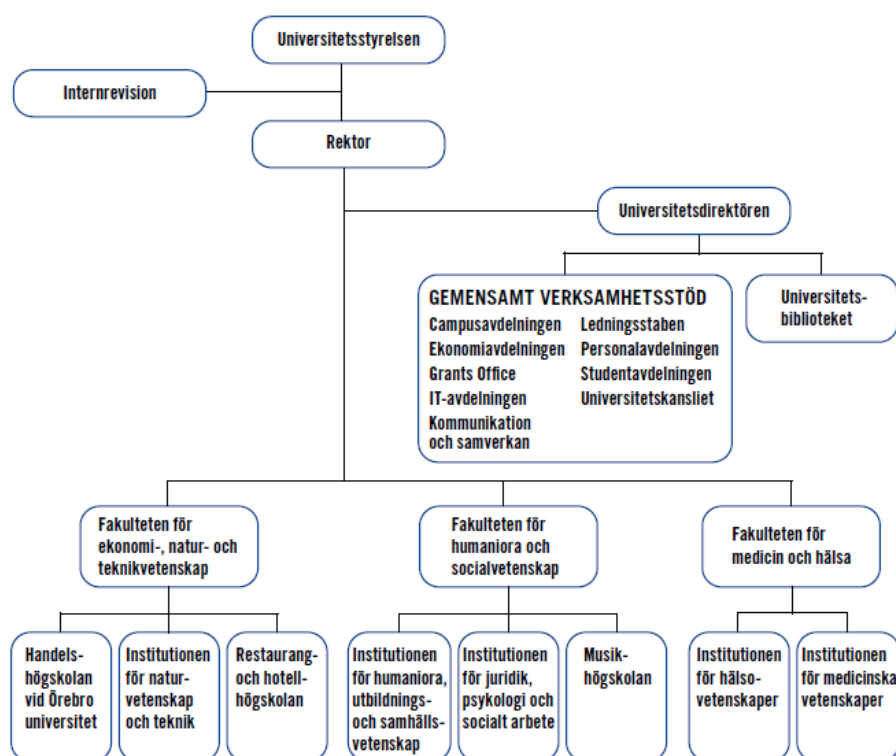 Universitetsstyrelsen
Internrevision
Rektor
Universitetsdirektören
GEMENSAMT VERKSAMHETSSTÖD
Campusavdelningen
Ekonomiavdelningen
Grants Office
IT-avdelningen
Kommunikation
och samverkan
Ledningsstaben
Personalavdelningen
Studentavdelningen
Universitetskansliet
Universitets-
biblioteket
Fakulteten för
ekonomi-, natur- och
teknikvetenskap
Fakulteten för
humaniora och
socialvetenskap
Fakulteten för
medicin och hälsa
Handels-
högskolan
vid Örebro
universitet
Institutionen
för natur-
vetenskap
och teknik
Restaurang-
och hotell-
högskolan
Institutionen
för humaniora,
utbildnings-
och samhälls-
vetenskap
Institutionen
för juridik,
psykologi och
socialt arbete
Musik-
högskolan
Institutionen
för hälso-
vetenskaper
Institutionen
för medicinska
vetenskaper